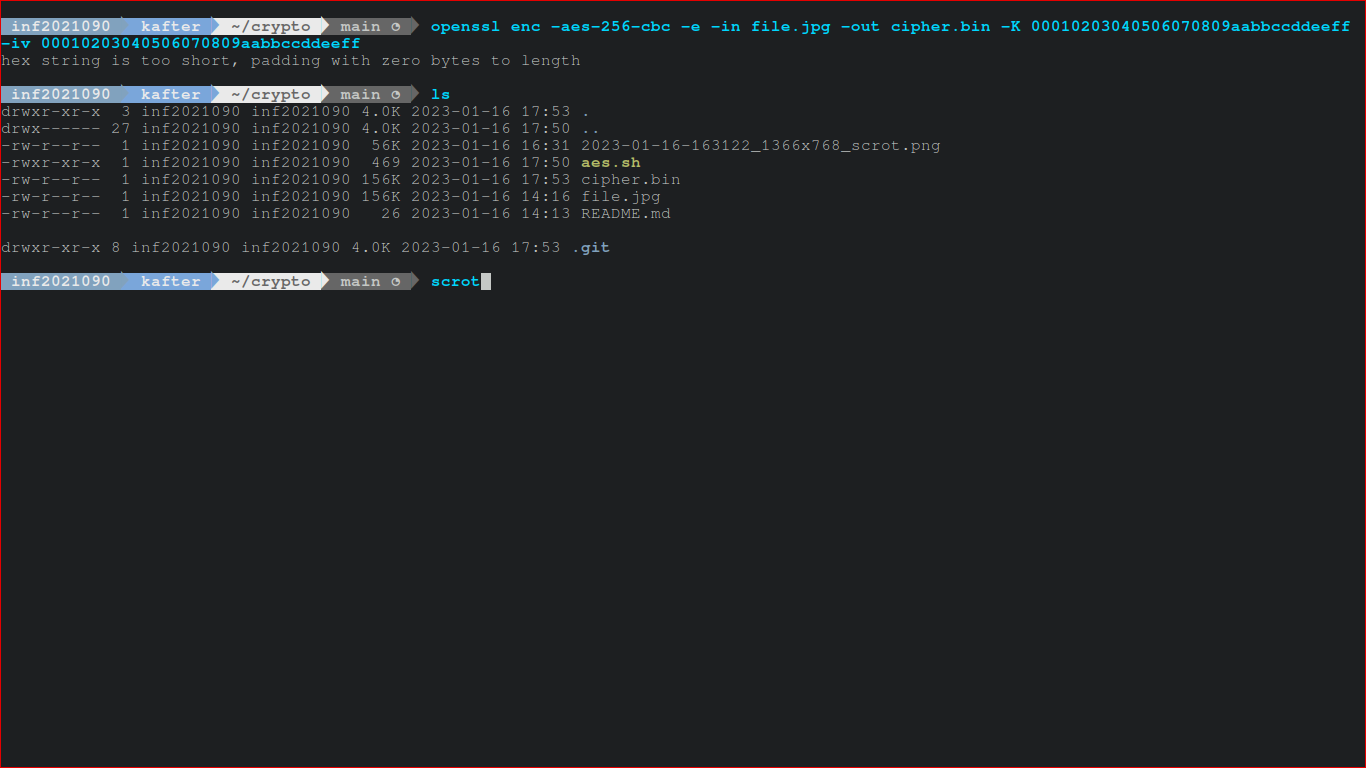 inf2021090 kafter ~/crypto main ◔ openssl enc -aes-256-cbc -e -in file.jpg -out cipher.bin -K 00010203040506070809aabbccddeeff
-iv 00010203040506070809aabbccddeeff
hex string is too short, padding with zero bytes to length
inf2021090 kafter ~/crypto main ◔ ls
drwxr-xr-x  3 inf2021090 inf2021090 4.0K 2023-01-16 17:53 .
drwx------ 27 inf2021090 inf2021090 4.0K 2023-01-16 17:50 ..
-rw-r--r--  1 inf2021090 inf2021090  56K 2023-01-16 16:31 2023-01-16-163122_1366x768_scrot.png
-rwxr-xr-x  1 inf2021090 inf2021090  469 2023-01-16 17:50 aes.sh
-rw-r--r--  1 inf2021090 inf2021090 156K 2023-01-16 17:53 cipher.bin
-rw-r--r--  1 inf2021090 inf2021090 156K 2023-01-16 14:16 file.jpg
-rw-r--r--  1 inf2021090 inf2021090   26 2023-01-16 14:13 README.md
drwxr-xr-x 8 inf2021090 inf2021090 4.0K 2023-01-16 17:53 .git
inf2021090 kafter ~/crypto main ◔ scrot